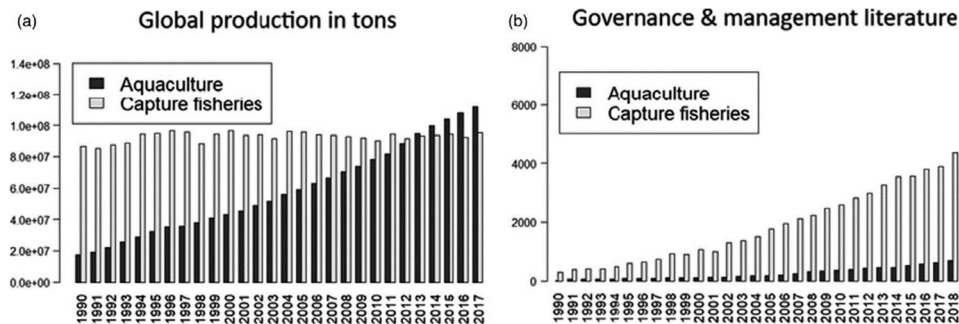 (a)
Global production in tons
1.4e+08
1.2e+08
1.0e+08
8.0e+07
6.0e+07
4.0e+07
2.0e+07
0.0e+00
Aquaculture
Capture fisheries
1990 1991 1992 1993 1994 1995 1996 1997 1998 1999 2000 2001 2002 2003 2004 2005 2006 2007 2008 2009 2010 2011 2012 2013 2014 2015 2016 2017
(b)
Governance & management literature
8000
6000
4000
2000
0
Aquaculture
Capture fisheries
1990 1991 1992 1993 1994 1995 1996 1997 1998 1999 2000 2001 2002 2003 2004 2005 2006 2007 2008 2009 2010 2011 2012 2013 2014 2015 2016 2017 2018